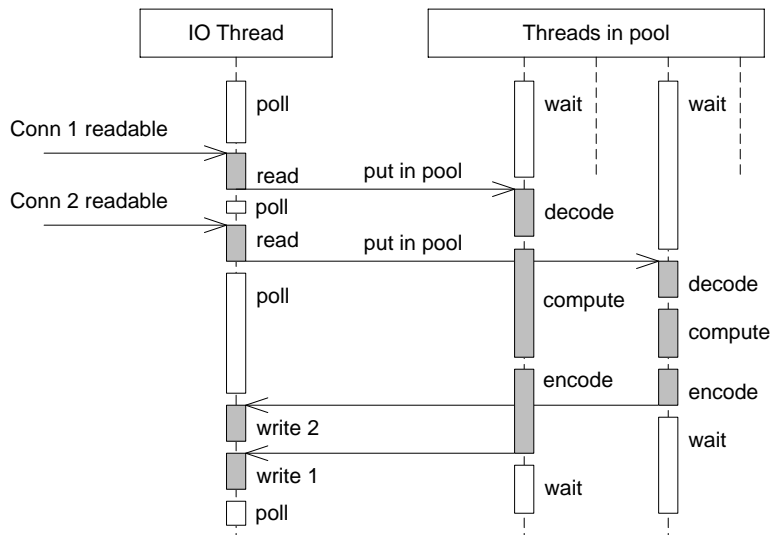 IO Thread
Threads in pool
poll
wait
wait
Conn 1 readable
read
put in pool
Conn 2 readable
poll
decode
read
put in pool
poll
compute
decode
compute
encode
encode
write 2
wait
write 1
wait
poll